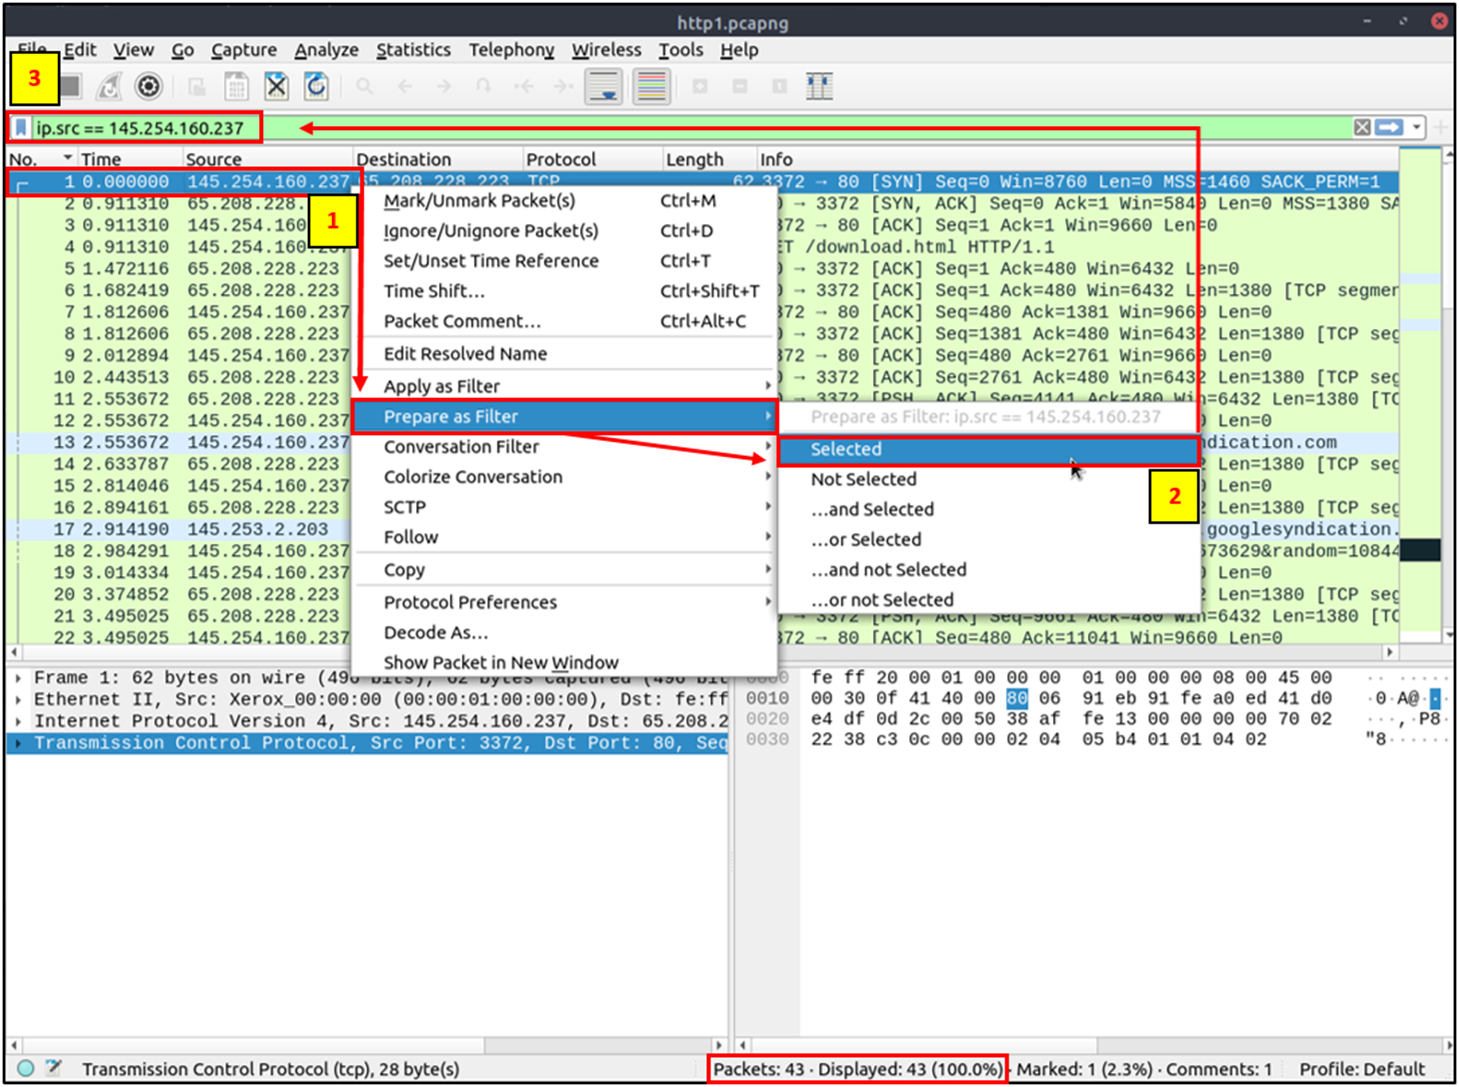 http1.pcapng
File Edit View Go Capture Analyze Statistics Telephony Wireless Tools Help
3
ip.src == 145.254.160.237
No. Time Source Destination Protocol Length Info
1 0.000000 145.254.160.237 65.208.228.223 TCP 62 3372 → 80 [SYN] Seq=0 Win=8760 Len=0 MSS=1460 SACK_PERM=1
2 0.911310 65.208.228. → 3372 [SYN, ACK] Seq=0 Ack=1 Win=5840 Len=0 MSS=1380 SA
3 0.911310 145.254.160 372 → 80 [ACK] Seq=1 Ack=1 Win=9660 Len=0
4 0.911310 145.254.160.237 ET /download.html HTTP/1.1
5 1.472116 65.208.228.223 → 3372 [ACK] Seq=1 Ack=480 Win=6432 Len=0
6 1.682419 65.208.228.223 → 3372 [ACK] Seq=1 Ack=480 Win=6432 Len=1380 [TCP segmen
7 1.812606 145.254.160.237 372 → 80 [ACK] Seq=480 Ack=1381 Win=9660 Len=0
8 1.812606 65.208.228.223 → 3372 [ACK] Seq=1381 Ack=480 Win=6432 Len=1380 [TCP seg
9 2.012894 145.254.160.237 372 → 80 [ACK] Seq=480 Ack=2761 Win=9660 Len=0
10 2.443513 65.208.228.223 → 3372 [ACK] Seq=2761 Ack=480 Win=6432 Len=1380 [TCP seg
11 2.553672 65.208.228.223 → 3372 [PSH, ACK] Seq=4141 Ack=480 Win=6432 Len=1380 [TC
12 2.553672 145.254.160.237 Len=0
13 2.553672 145.254.160.237 ndication.com
14 2.633787 65.208.228.223 Len=1380 [TCP seg
15 2.814046 145.254.160.237 Len=0
16 2.894161 65.208.228.223 Len=1380 [TCP seg
17 2.914190 145.253.2.203 googlesyndication.
18 2.984291 145.254.160.237 673629&random=10844
19 3.014334 145.254.160.237 Len=0
20 3.374852 65.208.228.223 Len=1380 [TCP seg
21 3.495025 65.208.228.223 → 3372 [PSH, ACK] Seq=9661 Ack=480 Win=6432 Len=1380 [TC
22 3.495025 145.254.160.237 372 → 80 [ACK] Seq=480 Ack=11041 Win=9660 Len=0
1
Mark/Unmark Packet(s) Ctrl+M
Ignore/Unignore Packet(s) Ctrl+D
Set/Unset Time Reference Ctrl+T
Time Shift... Ctrl+Shift+T
Packet Comment... Ctrl+Alt+C
Edit Resolved Name
Apply as Filter
Prepare as Filter
Conversation Filter
Colorize Conversation
SCTP
Follow
Copy
Protocol Preferences
Decode As...
Show Packet in New Window
Prepare as Filter: ip.src == 145.254.160.237
Selected
Not Selected
...and Selected
...or Selected
...and not Selected
...or not Selected
2
Frame 1: 62 bytes on wire (496 bits), 62 bytes captured (496 bit
Ethernet II, Src: Xerox_00:00:00 (00:00:01:00:00:00), Dst: fe:ff
Internet Protocol Version 4, Src: 145.254.160.237, Dst: 65.208.2
Transmission Control Protocol, Src Port: 3372, Dst Port: 80, Seq
0000 fe ff 20 00 01 00 00 00 01 00 00 00 08 00 45 00 ·· ······
0010 00 30 0f 41 40 00 80 06 91 eb 91 fe a0 ed 41 d0 ·0·A@··
0020 e4 df 0d 2c 00 50 38 af fe 13 00 00 00 00 70 02 ···,·P8·
0030 22 38 c3 0c 00 00 02 04 05 b4 01 01 04 02 "8······
Transmission Control Protocol (tcp), 28 byte(s)
Packets: 43 · Displayed: 43 (100.0%) · Marked: 1 (2.3%) · Comments: 1
Profile: Default